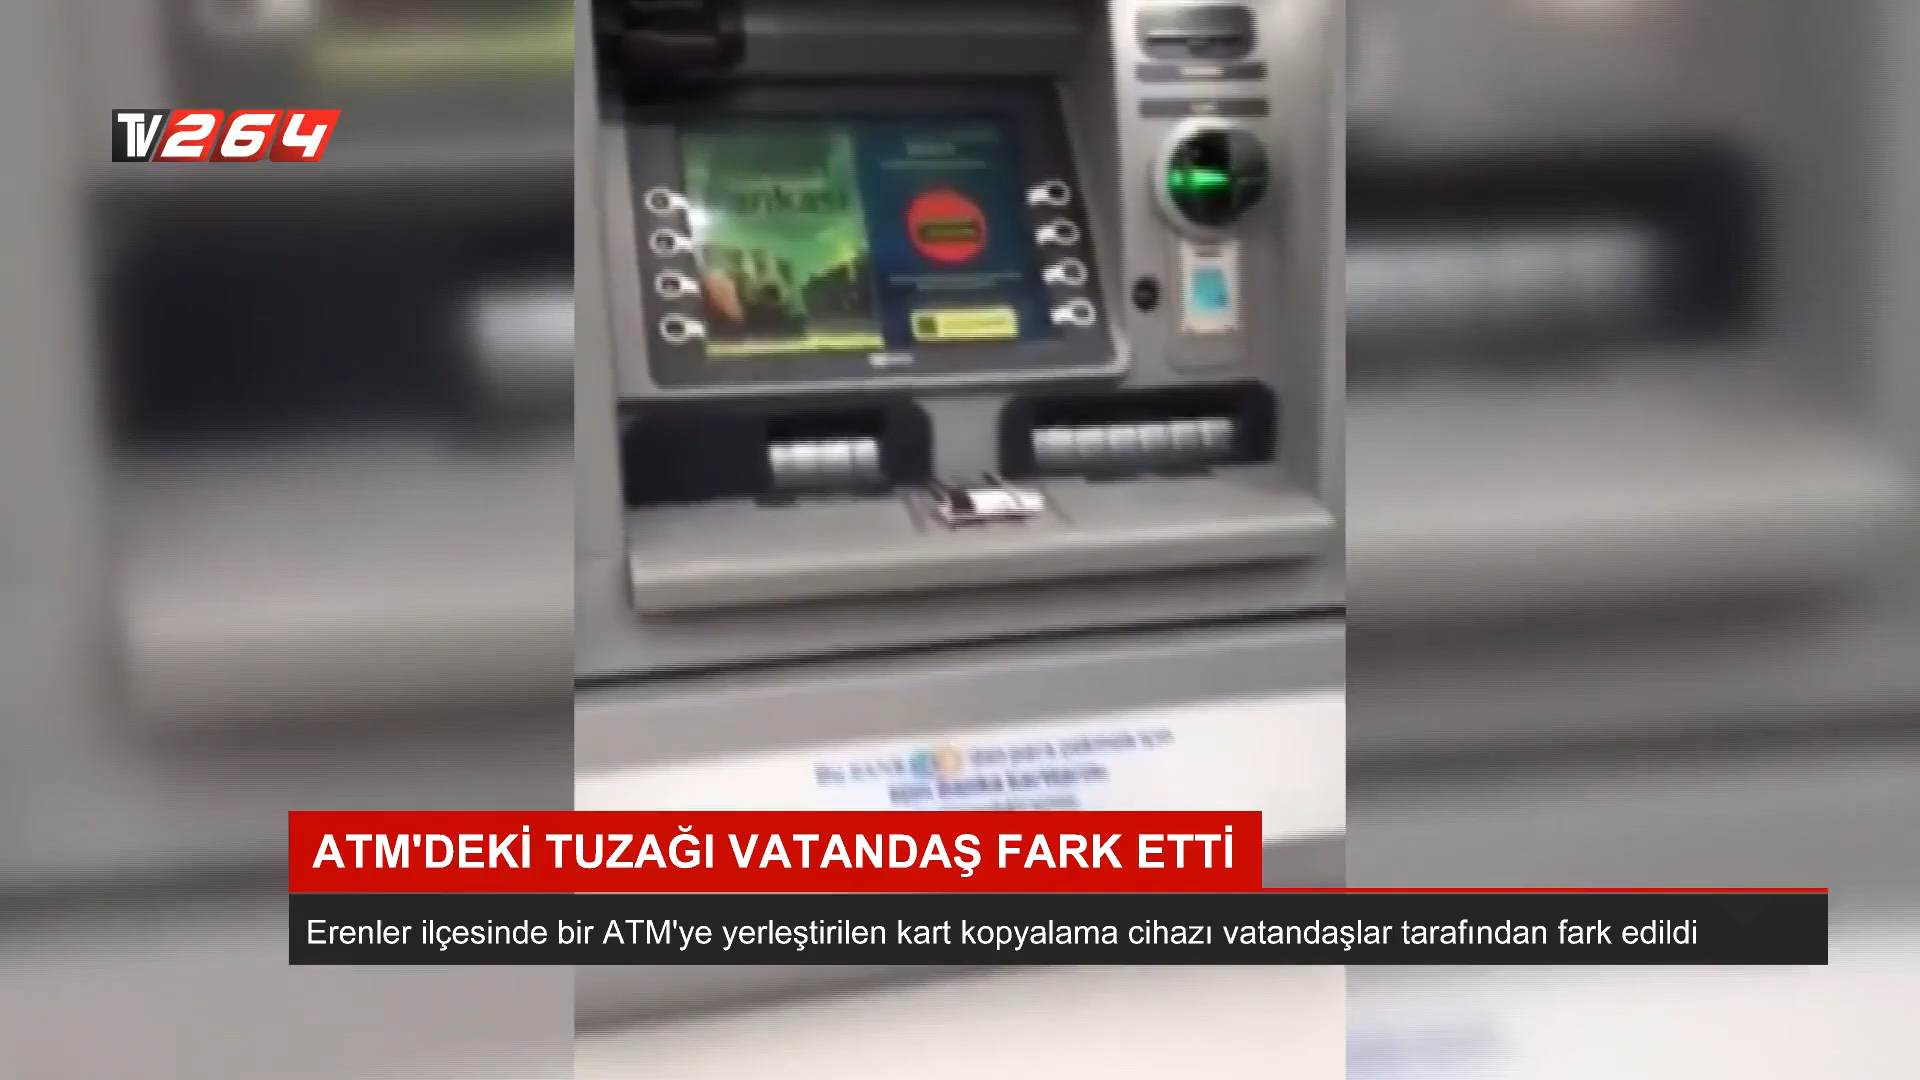 TV264
ATM'DEKİ TUZAĞI VATANDAŞ FARK ETTİ
Erenler ilçesinde bir ATM'ye yerleştirilen kart kopyalama cihazı vatandaşlar tarafından fark edildi